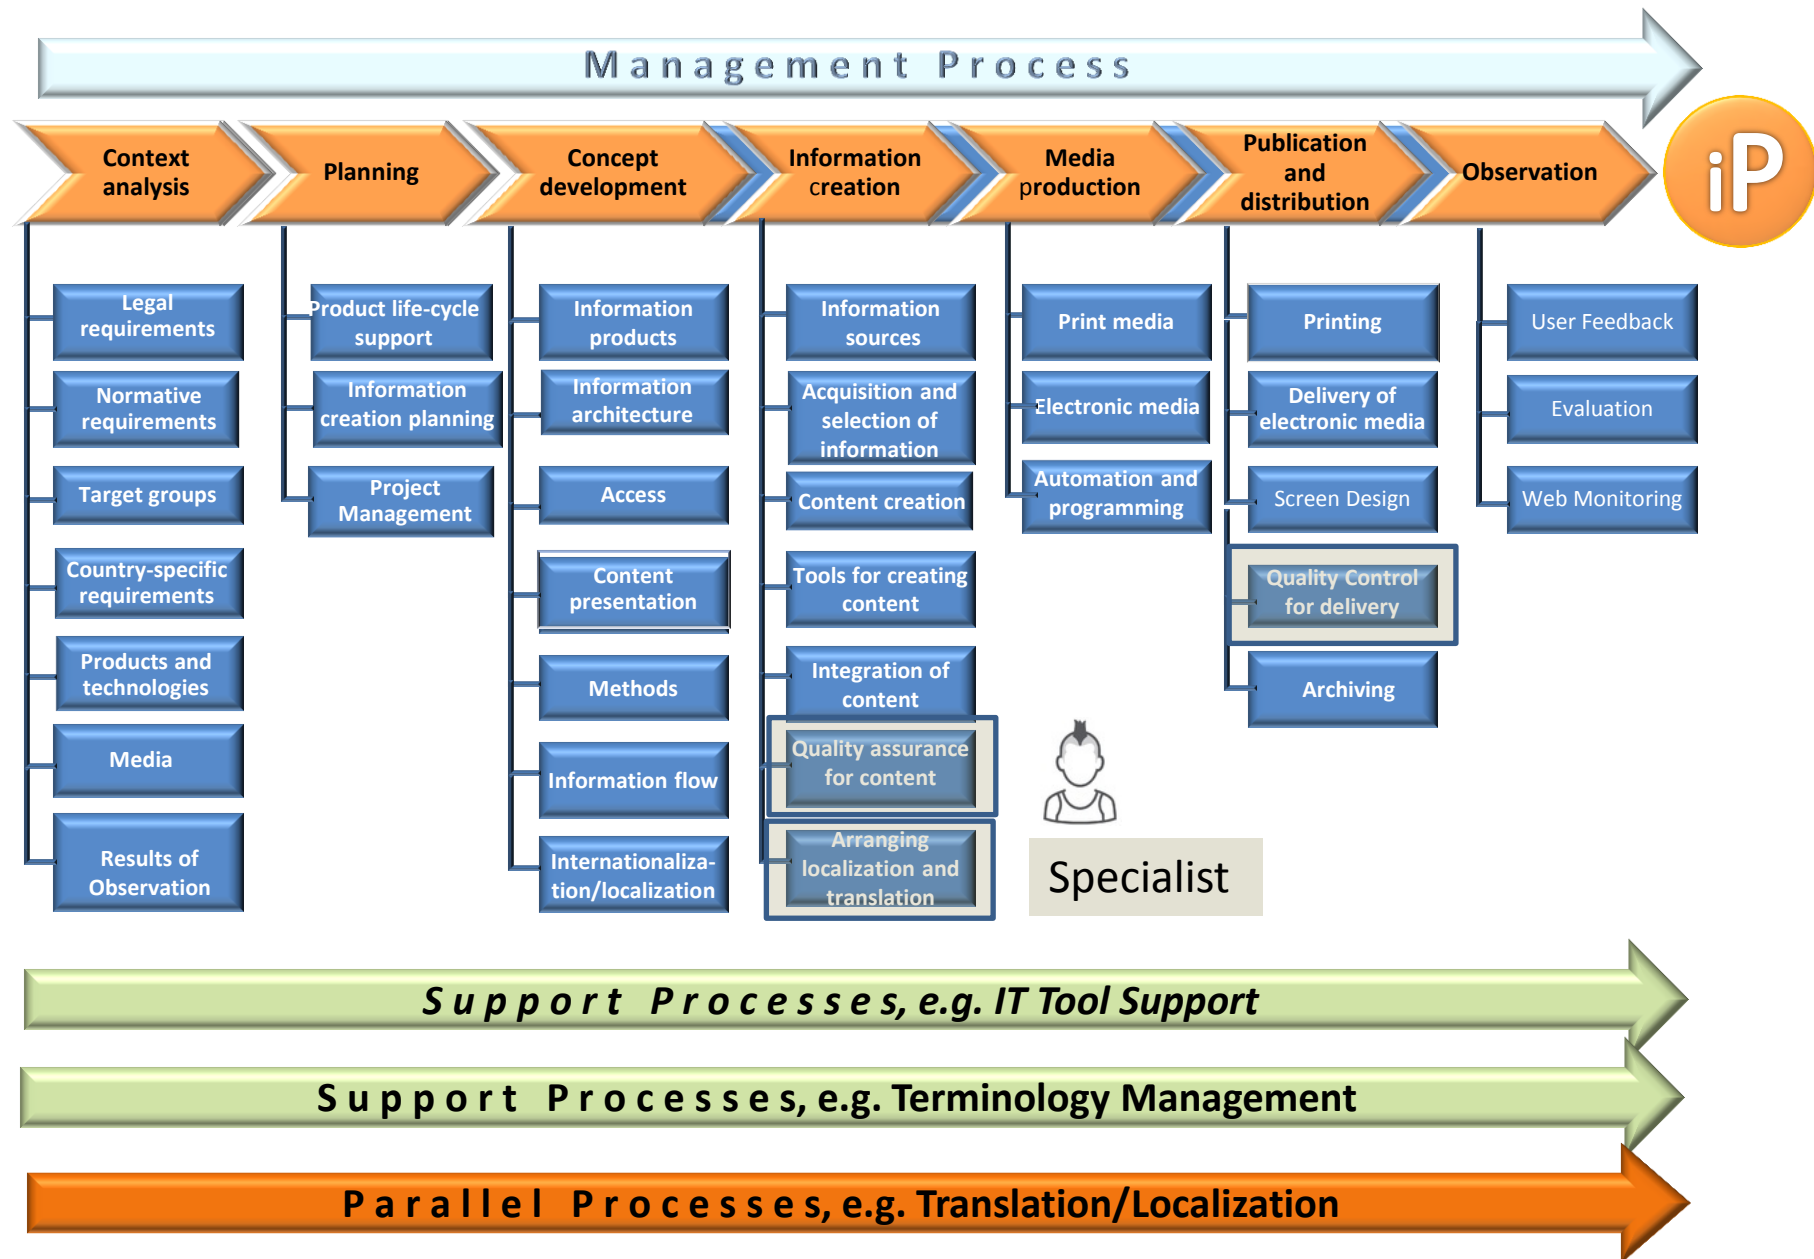 Management Process
Context
analysis
Planning
Concept
development
Information
creation
Media
production
Publication
and
distribution
Observation
iP
Legal
requirements
Normative
requirements
Target groups
Country-specific
requirements
Products and
technologies
Media
Results of
Observation
Product life-cycle
support
Information
creation planning
Project
Management
Information
products
Information
architecture
Access
Content
presentation
Methods
Information flow
Internationaliza-
tion/localization
Information
sources
Acquisition and
selection of
information
Content creation
Tools for creating
content
Integration of
content
Quality assurance
for content
Arranging
localization and
translation
Print media
Electronic media
Automation and
programming
Printing
Delivery of
electronic media
Screen Design
Quality Control
for delivery
Archiving
User Feedback
Evaluation
Web Monitoring
Specialist
Support Processes, e.g. IT Tool Support
Support Processes, e.g. Terminology Management
Parallel Processes, e.g. Translation/Localization